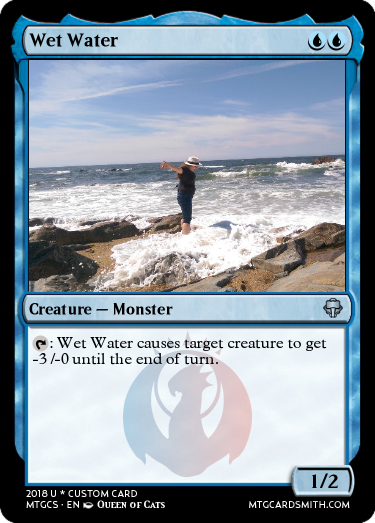 Wet Water
Creature — Monster
: Wet Water causes target creature to get
-3 /-0 until the end of turn.
1/2
2018 U * CUSTOM CARD
MTGCS • EN QUEEN OF CATS
MTGCARDSMITH.COM